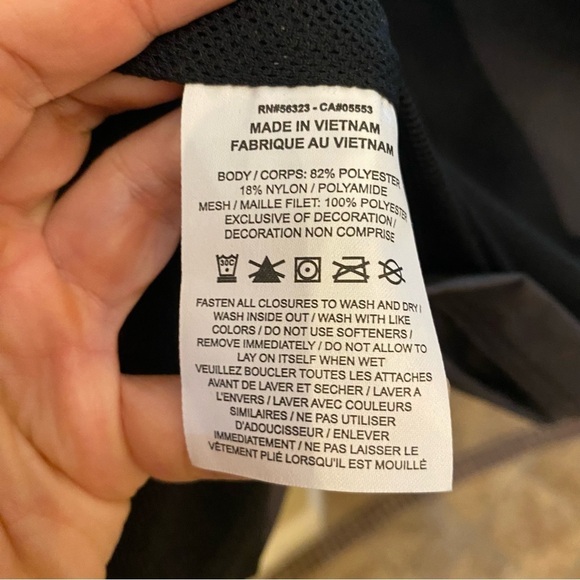 RN#56323 - CA#05553
MADE IN VIETNAM
FABRIQUE AU VIETNAM
BODY / CORPS: 82% POLYESTER
18% NYLON / POLYAMIDE
MESH / MAILLE FILET: 100% POLYESTER
EXCLUSIVE OF DECORATION /
DECORATION NON COMPRISE
30C
FASTEN ALL CLOSURES TO WASH AND DRY /
WASH INSIDE OUT / WASH WITH LIKE
COLORS / DO NOT USE SOFTENERS /
REMOVE IMMEDIATELY / DO NOT ALLOW TO
LAY ON ITSELF WHEN WET
VEUILLEZ BOUCLER TOUTES LES ATTACHES
AVANT DE LAVER ET SECHER / LAVER A
L'ENVERS / LAVER AVEC COULEURS
SIMILAIRES / NE PAS UTILISER
D'ADOUCISSEUR / ENLEVER
IMMEDIATEMENT / NE PAS LAISSER LE
VÊTEMENT PLIÉ LORSQU'IL EST MOUILLÉ